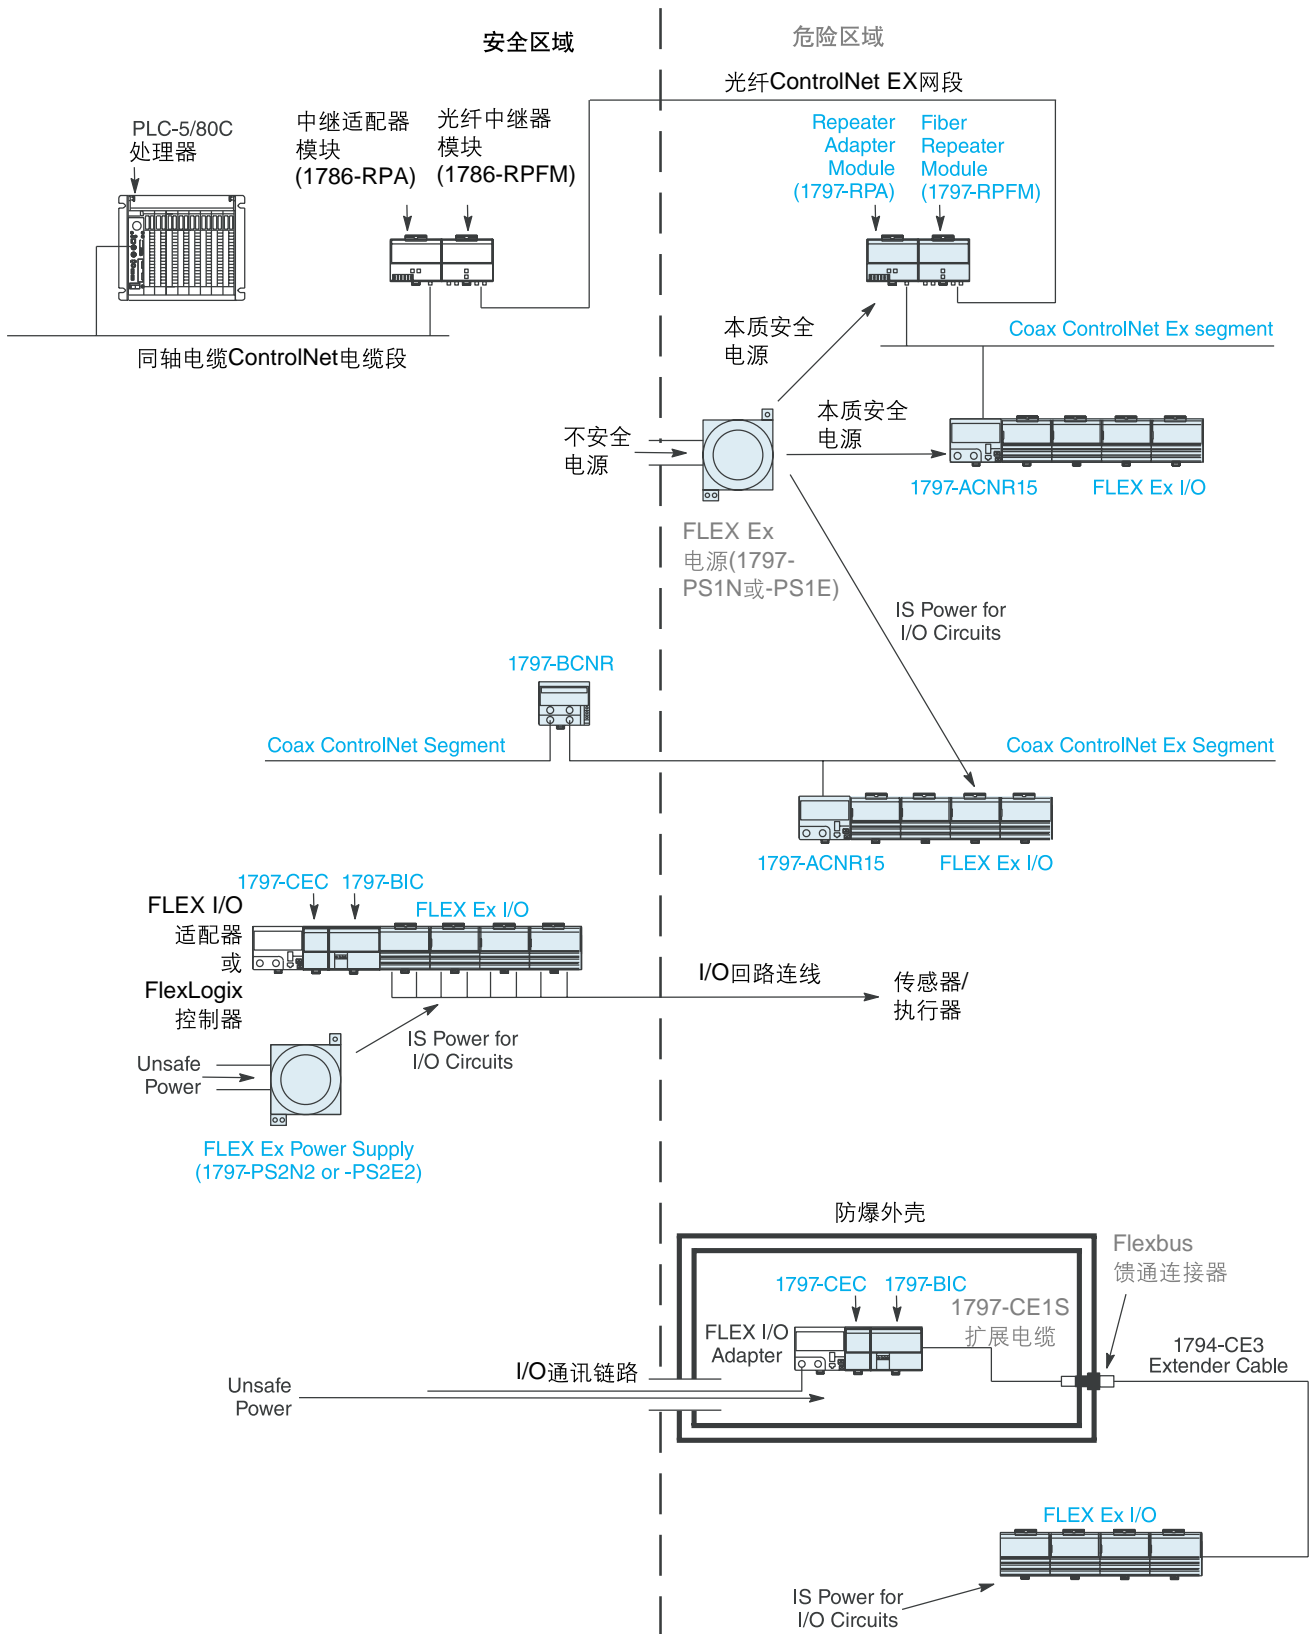 安全区域
危险区域
光纤ControlNet EX网段
PLC-5/80C
处理器
中继适配器
模块
(1786-RPA)
光纤中继器
模块
(1786-RPFM)
Repeater
Adapter
Module
(1797-RPA)
Fiber
Repeater
Module
(1797-RPFM)
同轴电缆ControlNet电缆段
本质安全
电源
Coax ControlNet Ex segment
不安全
电源
本质安全
电源
1797-ACNR15
FLEX Ex I/O
FLEX Ex
电源(1797-
PS1N或-PS1E)
IS Power for
I/O Circuits
1797-BCNR
Coax ControlNet Segment
Coax ControlNet Ex Segment
1797-ACNR15
FLEX Ex I/O
1797-CEC
1797-BIC
FLEX I/O
适配器
或
FlexLogix
控制器
FLEX Ex I/O
I/O回路连线
传感器/
执行器
IS Power for
I/O Circuits
Unsafe
Power
FLEX Ex Power Supply
(1797-PS2N2 or -PS2E2)
防爆外壳
Flexbus
馈通连接器
1797-CEC
1797-BIC
1797-CE1S
扩展电缆
FLEX I/O
Adapter
1794-CE3
Extender Cable
I/O通讯链路
Unsafe
Power
FLEX Ex I/O
IS Power for
I/O Circuits